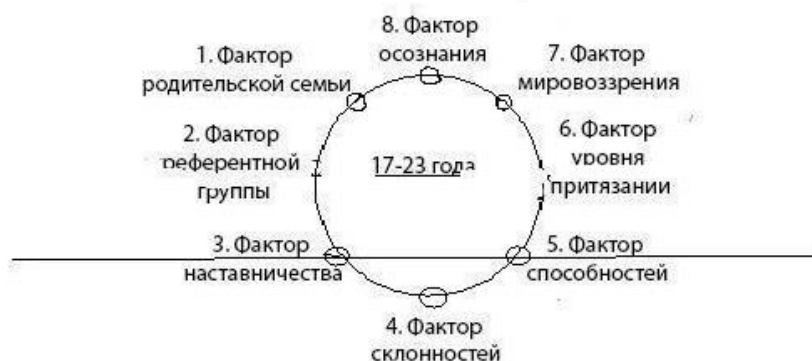 8. Фактор
осознания
1. Фактор
родительской семьи
7. Фактор
мировоззрения
2. Фактор
референтной
группы
17-23 года
6. Фактор
уровня
притязании
3. Фактор
наставничества
5. Фактор
способностей
4. Фактор
склонностей